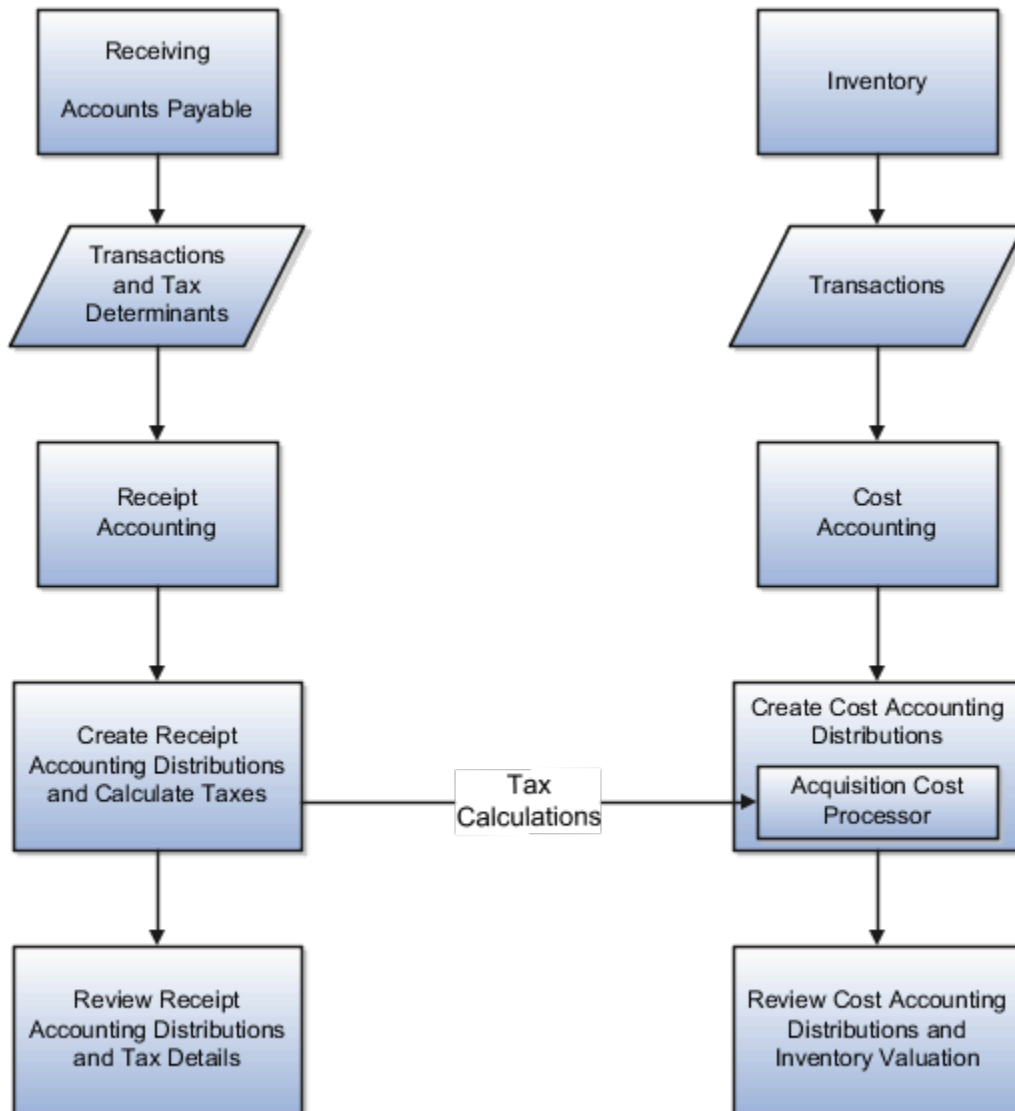 Receiving
Accounts Payable
Inventory
Transactions
and Tax
Determinants
Transactions
Receipt
Accounting
Cost
Accounting
Create Receipt
Accounting Distributions
and Calculate Taxes
Tax
Calculations
Create Cost Accounting
Distributions
Acquisition Cost
Processor
Review Receipt
Accounting Distributions
and Tax Details
Review Cost Accounting
Distributions and
Inventory Valuation